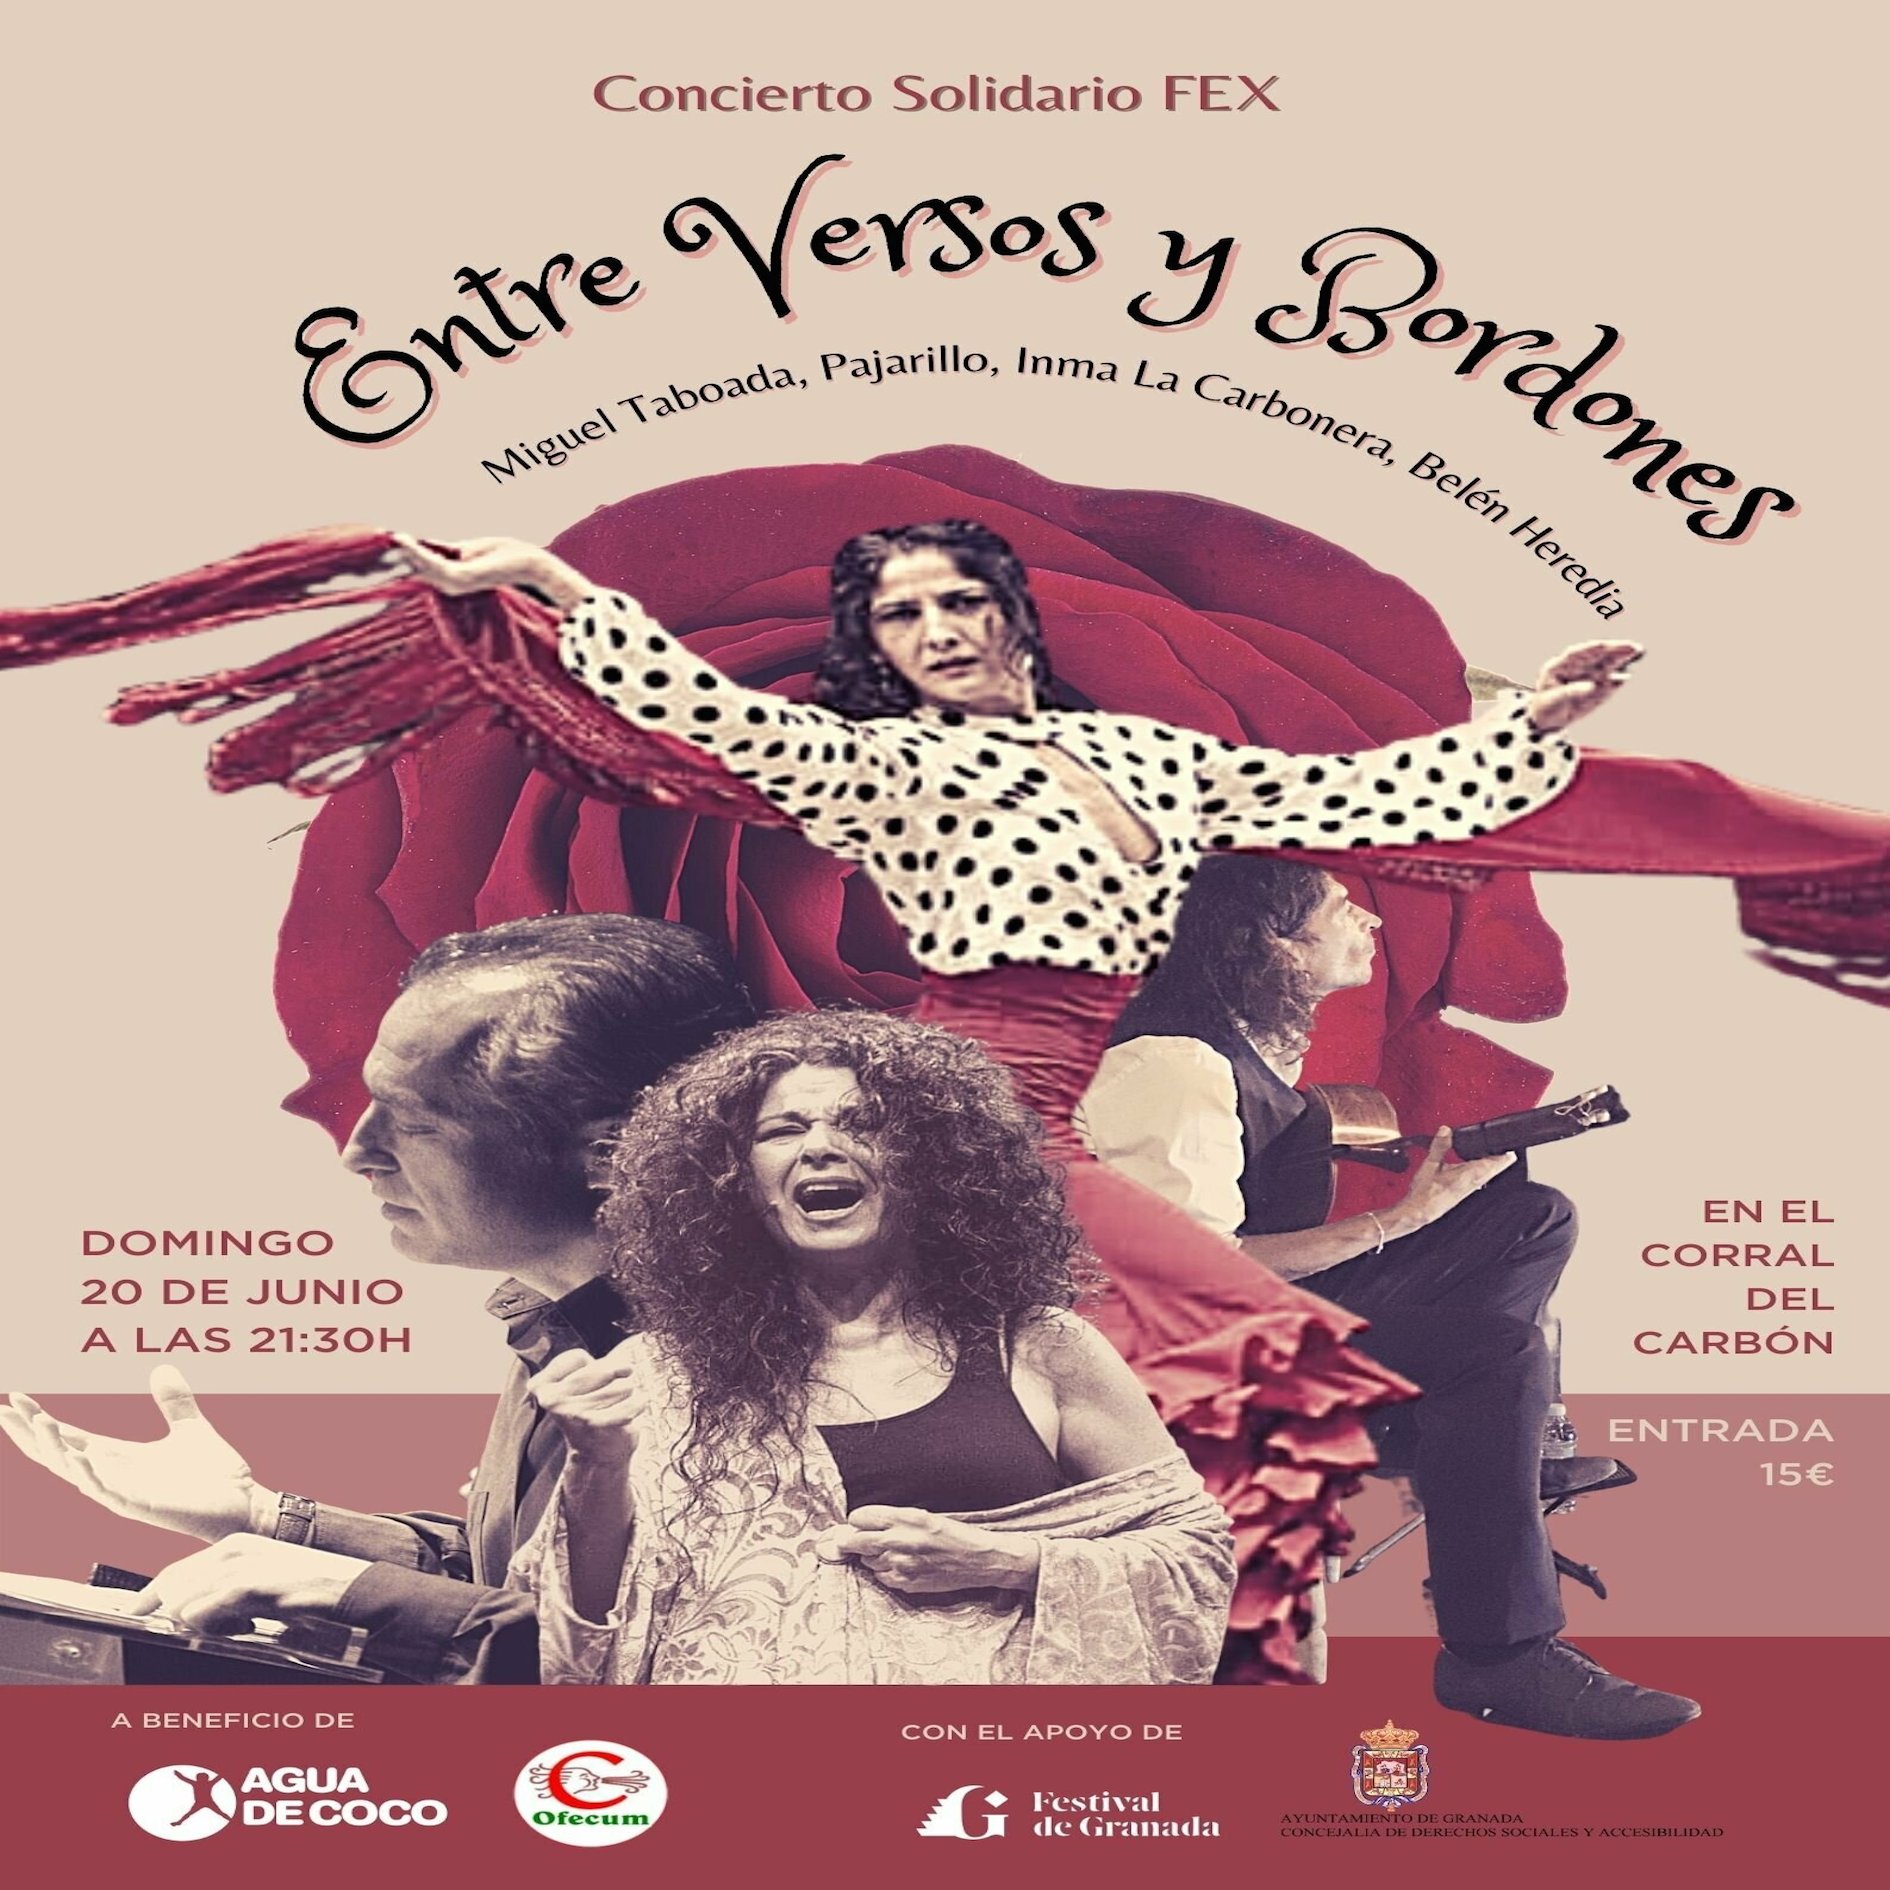 Concierto Solidario FEX
Entre Versos y Bordones
Miguel Taboada, Pajarillo, Inma La Carbonera, Belén Heredia
DOMINGO
20 DE JUNIO
A LAS 21:30H
EN EL
CORRAL
DEL
CARBÓN
ENTRADA
15€
A BENEFICIO DE
AGUA
DE COCO
Ofecum
CON EL APOYO DE
Festival
de Granada
AYUNTAMIENTO DE GRANADA
CONCEJALIA DE DERECHOS SOCIALES Y ACCESIBILIDAD